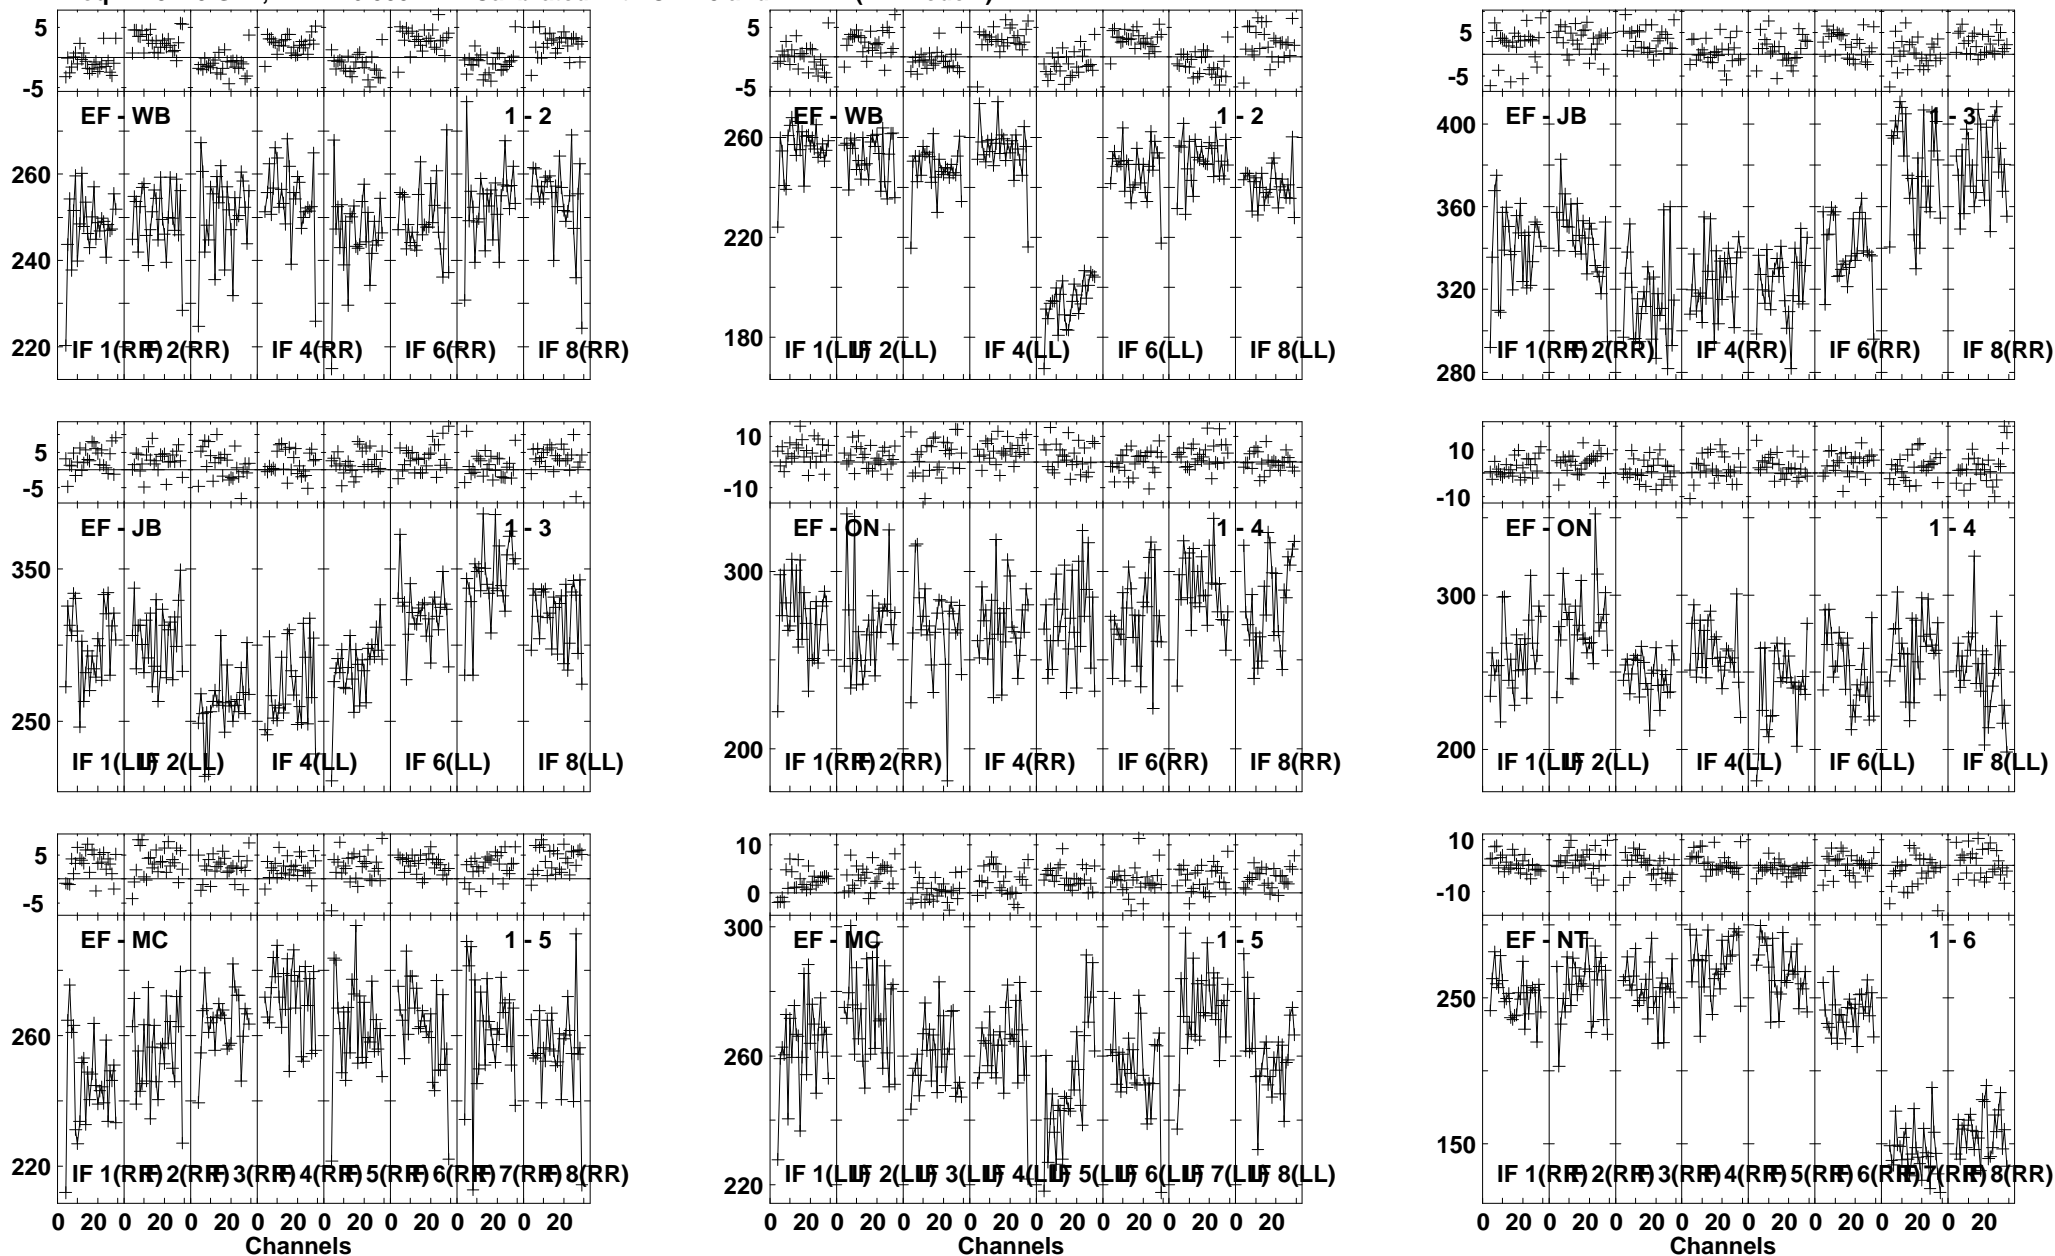 5
-5
EF - WB 1 - 2
260
240
220
IF 1(RR) IF 2(RR) IF 4(RR) IF 6(RR) IF 8(RR)
5
-5
EF - WB 1 - 2
260
220
180
IF 1(LL) IF 2(LL) IF 4(LL) IF 6(LL) IF 8(LL)
5
-5
EF - JB 1 - 3
400
360
320
280
IF 1(RR) IF 2(RR) IF 4(RR) IF 6(RR) IF 8(RR)
5
-5
EF - JB 1 - 3
350
250
IF 1(LL) IF 2(LL) IF 4(LL) IF 6(LL) IF 8(LL)
10
-10
EF - ON 1 - 4
300
200
IF 1(RR) IF 2(RR) IF 4(RR) IF 6(RR) IF 8(RR)
10
-10
EF - ON 1 - 4
300
200
IF 1(LL) IF 2(LL) IF 4(LL) IF 6(LL) IF 8(LL)
5
-5
EF - MC 1 - 5
260
220
IF 1(RR) IF 2(RR) IF 3(RR) IF 4(RR) IF 5(RR) IF 6(RR) IF 7(RR) IF 8(RR)
0 20 0 20 0 20 0 20 0 20 0 20 0 20 0 20
Channels
10
0
EF - MC 1 - 5
300
260
220
IF 1(LL) IF 2(LL) IF 3(LL) IF 4(LL) IF 5(LL) IF 6(LL) IF 7(LL) IF 8(LL)
0 20 0 20 0 20 0 20 0 20 0 20 0 20 0 20
Channels
10
-10
EF - NT 1 - 6
250
150
IF 1(RR) IF 2(RR) IF 3(RR) IF 4(RR) IF 5(RR) IF 6(RR) IF 7(RR) IF 8(RR)
0 20 0 20 0 20 0 20 0 20 0 20 0 20 0 20
Channels